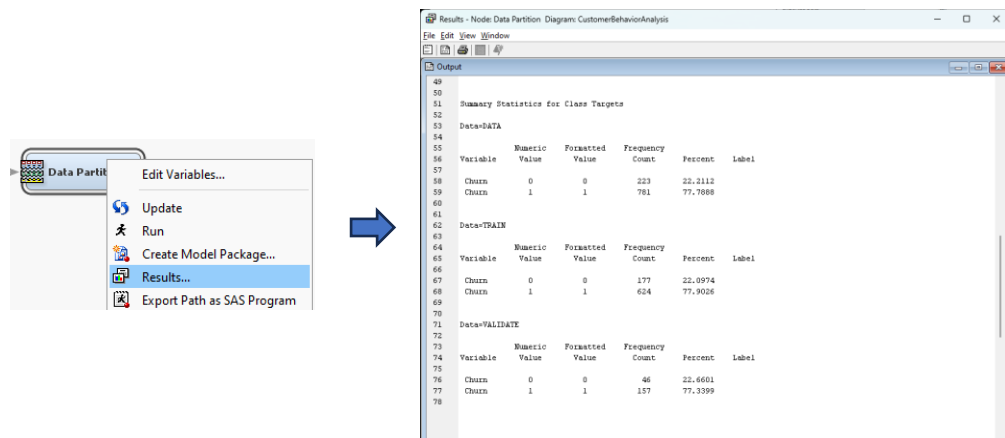 Data Partit
Edit Variables...
Update
Run
Create Model Package...
Results...
Export Path as SAS Program
Results - Node: Data Partition Diagram: CustomerBehaviorAnalysis
File Edit View Window
Output
49
50
51 Summary Statistics for Class Targets
52
53 Data=DATA
54
55 Numeric Formatted Frequency
56 Variable Value Value Count Percent Label
57
58 Churn 0 0 223 22.2112
59 Churn 1 1 781 77.7888
60
61
62 Data=TRAIN
63
64 Numeric Formatted Frequency
65 Variable Value Value Count Percent Label
66
67 Churn 0 0 177 22.0974
68 Churn 1 1 624 77.9026
69
70
71 Data=VALIDATE
72
73 Numeric Formatted Frequency
74 Variable Value Value Count Percent Label
75
76 Churn 0 0 46 22.6601
77 Churn 1 1 157 77.3399
78